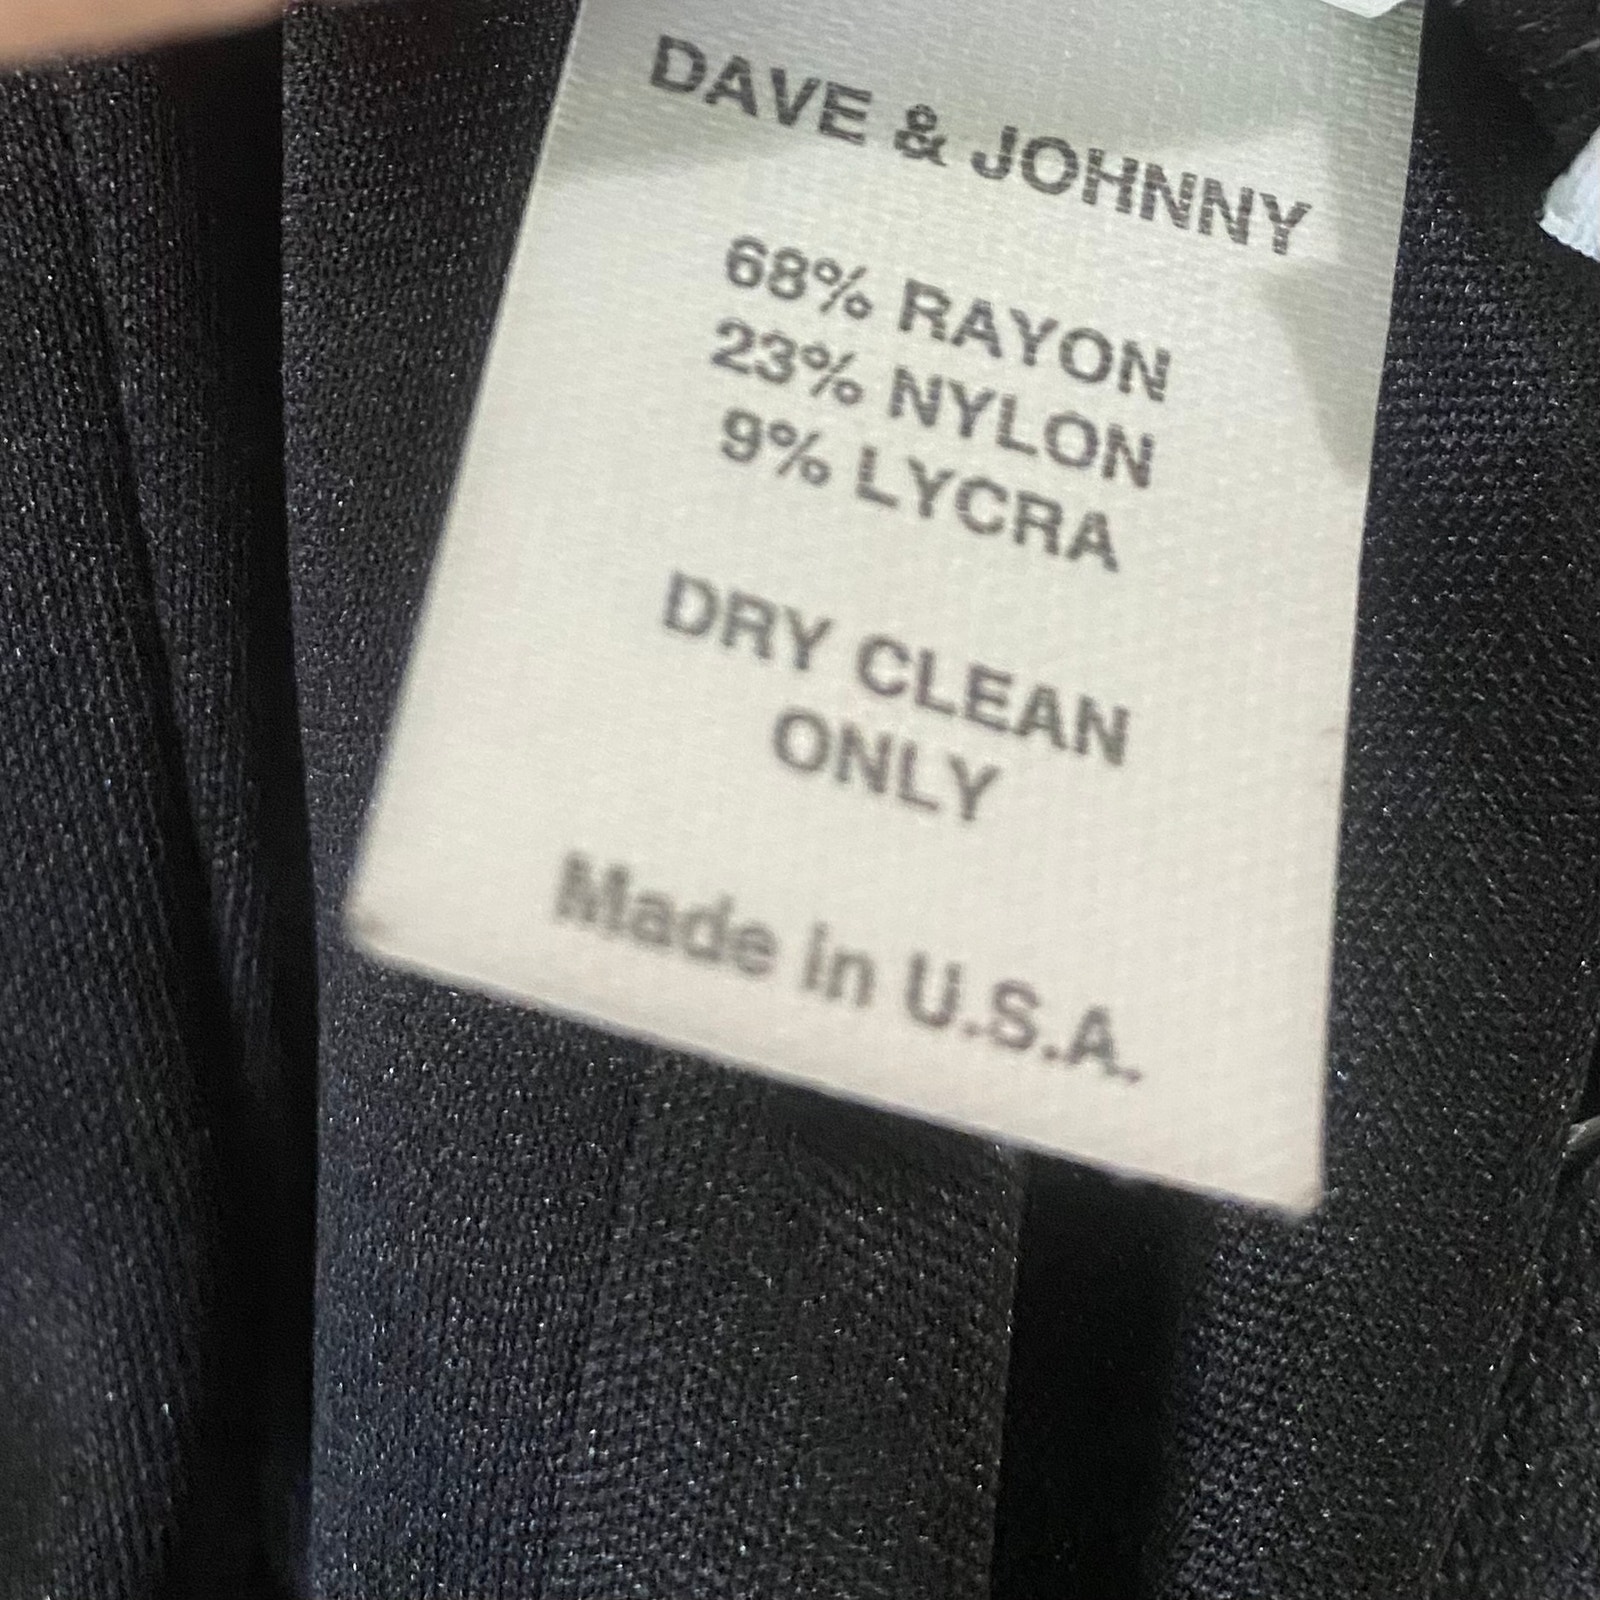 DAVE & JOHNNY
68% RAYON
23% NYLON
9% LYCRA
DRY CLEAN
ONLY
Made in U.S.A.